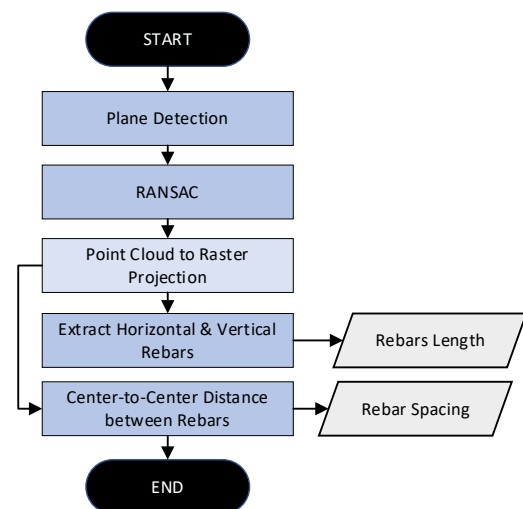 START
Plane Detection
RANSAC
Point Cloud to Raster
Projection
Extract Horizontal & Vertical
Rebars
Rebars Length
Center-to-Center Distance
between Rebars
Rebar Spacing
END